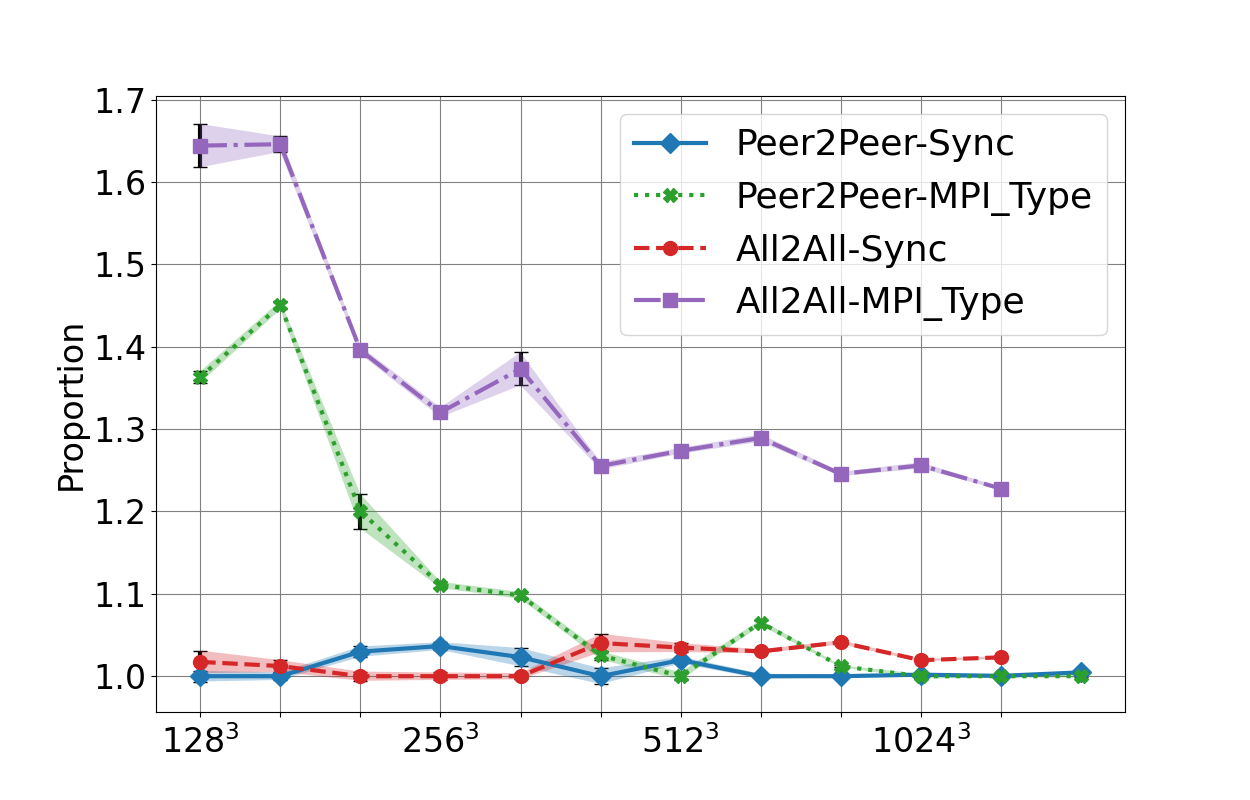 1.7
1.6
1.5
1.4
1.3
1.2
1.1
1.0
Proportion
Peer2Peer-Sync
Peer2Peer-MPI_Type
All2All-Sync
All2All-MPI_Type
128³ 256³ 512³ 1024³